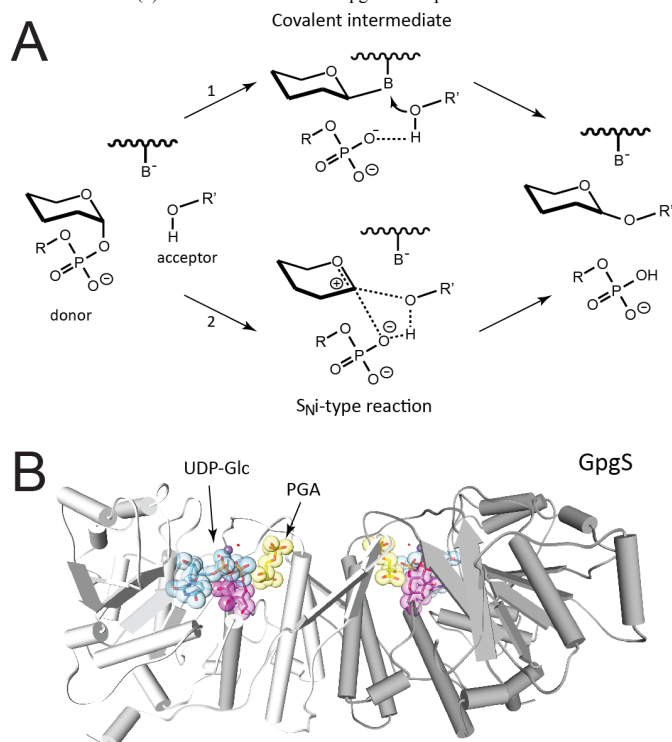 Covalent intermediate
A
1
O
B
O
R'
H
R
O
O-
P
O
O⊖
B-
O
R
O
P
O
O
O⊖
donor
O
R'
H
acceptor
2
B-
O
⊕
O
R'
H
R
O
O⊖
P
O
O⊖
SNi-type reaction
B-
O
O
R'
R
O
OH
P
O
O⊖
B
UDP-Glc
PGA
GpgS